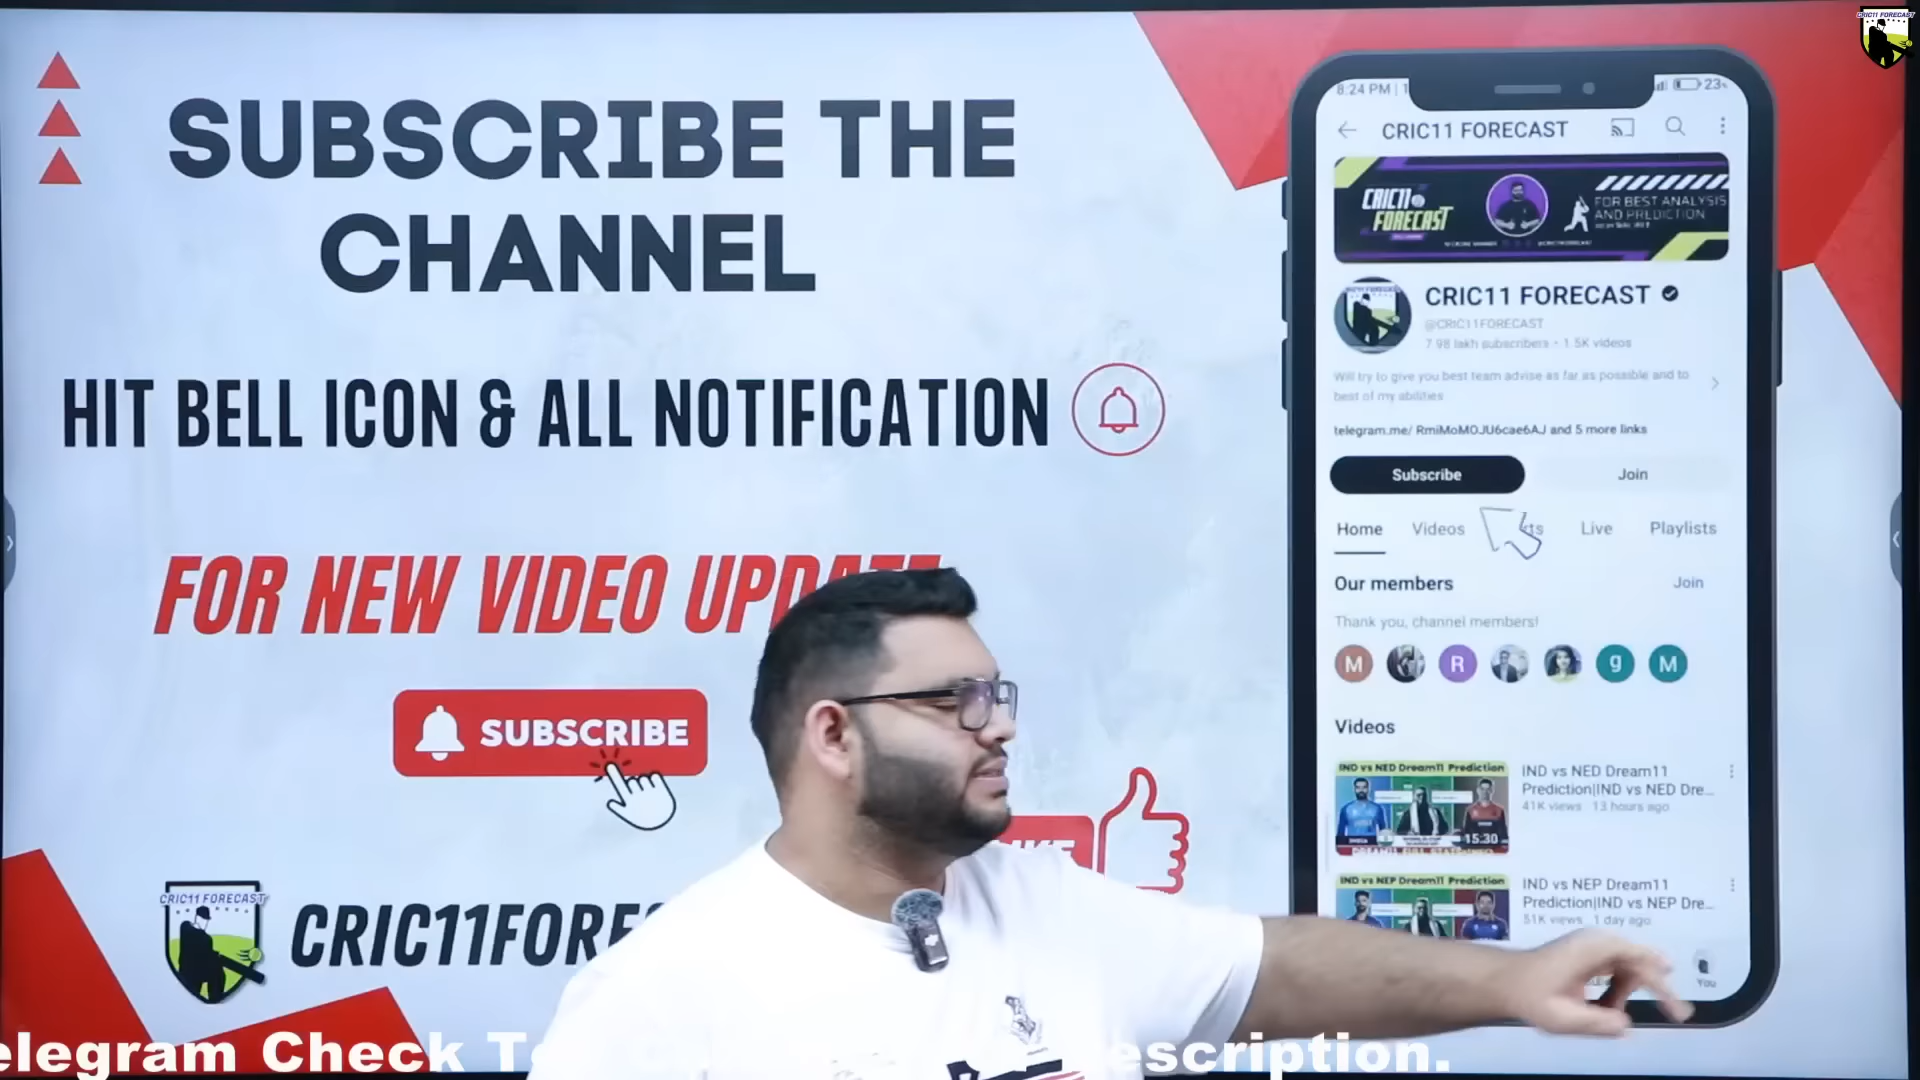 SUBSCRIBE THE
CHANNEL
HIT BELL ICON & ALL NOTIFICATION
FOR NEW VIDEO UPDATE
SUBSCRIBE
CRIC11 FORECAST
CRIC11FORE
elegram Check
escription.
CRIC11 FORECAST
8:24 PM | 1
23
CRIC11 FORECAST
CRIC11
FORECAST
FOR BEST ANALYSIS
AND PREDICTION
CRIC11 FORECAST
@CRIC11FORECAST
7.98 lakh subscribers • 1.5K videos
Will try to give you best team advise as far as possible and to
best of my abilities
telegram.me/ RmiMoMOJU6cae6AJ and 5 more links
Subscribe
Join
Home Videos Live Playlists
Our members
Join
Thank you, channel members!
M R g M
Videos
IND vs NED Dream11 Prediction
15:30
IND vs NED Dream11
Prediction|IND vs NED Dre...
41K views 13 hours ago
IND vs NEP Dream11 Prediction
IND vs NEP Dream11
Prediction|IND vs NEP Dre...
51K views 1 day ago
You